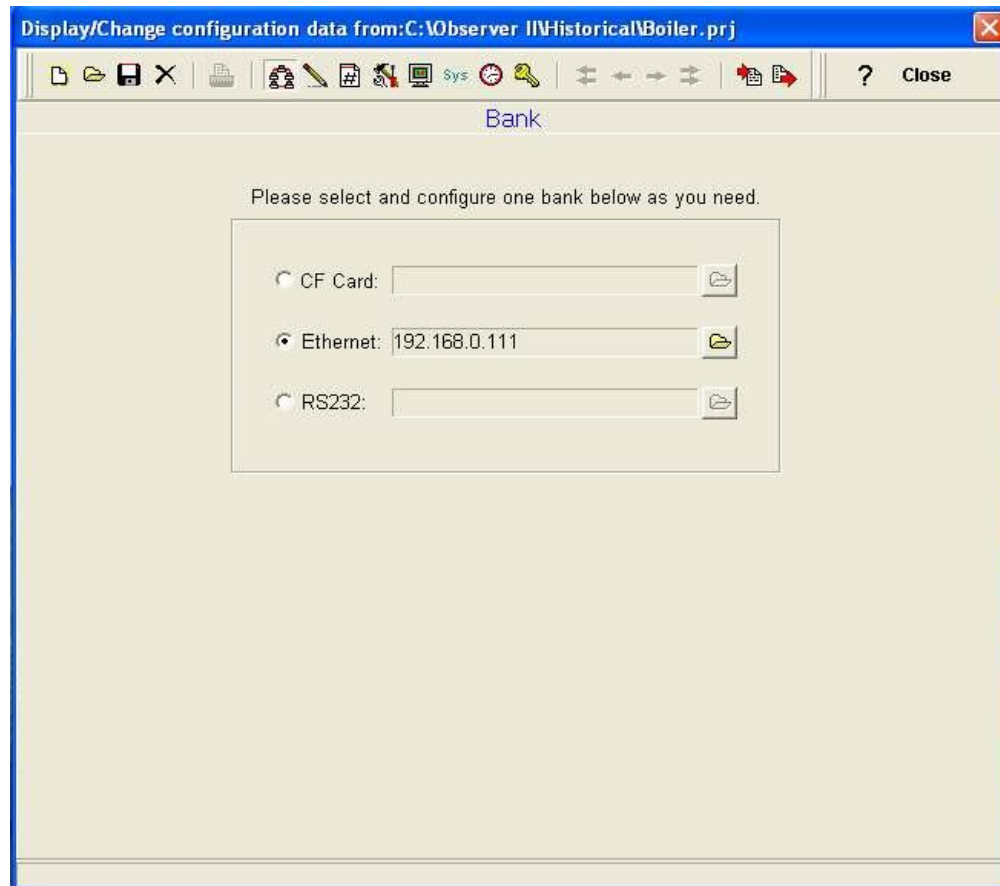 Display/Change configuration data from:C:\Observer II\Historical\Boiler.prj
# Sys ? Close
Bank
Please select and configure one bank below as you need.
CF Card:
Ethernet: 192.168.0.111
RS232: